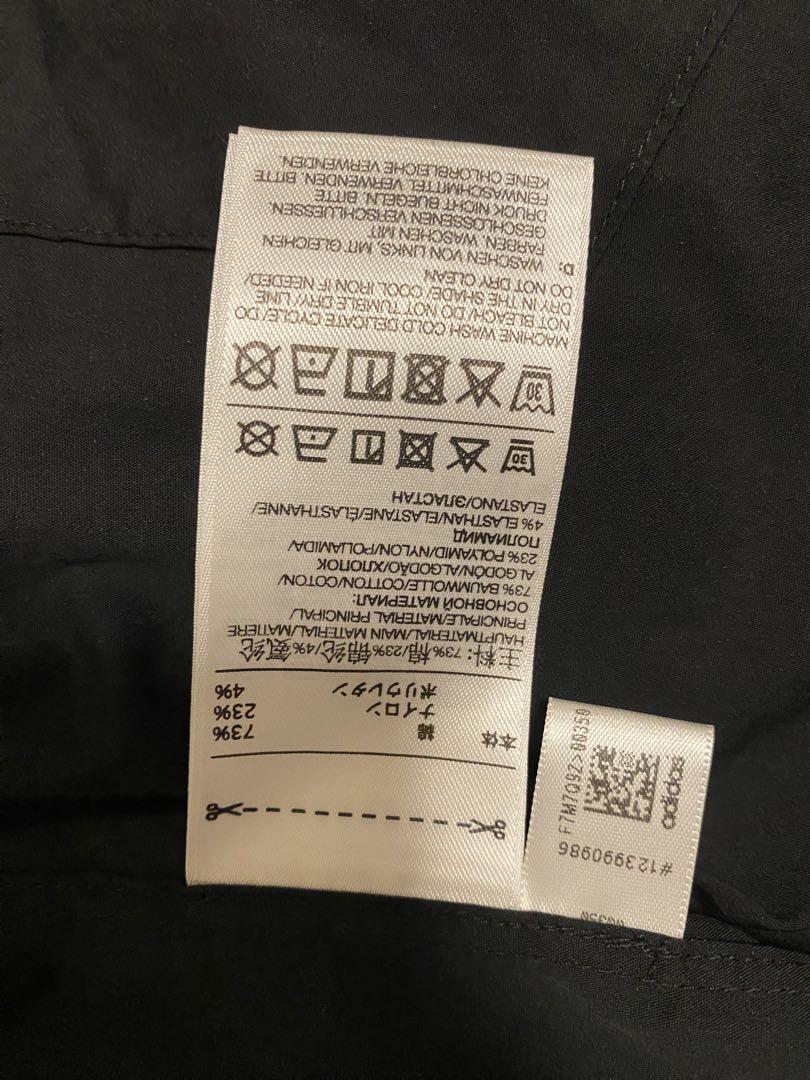 本体 綿 73%
ナイロン 23%
ポリウレタン 4%
主料: 73%棉/23%锦纶/4%氨纶
HAUPTMATERIAL/MAIN MATERIAL/MATIERE
PRINCIPALE/MATERIAL PRINCIPAL/
ОСНОВНОЙ МАТЕРИАЛ:
73% BAUMWOLLE/COTTON/COTON/
ALGODÓN/ALGODÃO/ХЛОПОК
23% POLYAMID/NYLON/POLIAMIDA/
ПОЛИАМИД
4% ELASTHAN/ELASTANE/ÉLASTHANNE/
ELASTANO/ЭЛАСТАН
30
30
MACHINE WASH COLD DELICATE CYCLE/ DO
NOT BLEACH/ DO NOT TUMBLE DRY/ LINE
DRY IN THE SHADE/ COOL IRON IF NEEDED/
DO NOT DRY CLEAN
D: WASCHEN VON LINKS, MIT GLEICHEN
FARBEN. WASCHEN MIT
GESCHLOSSENEN VERSCHLUESSEN.
DRUCK NICHT BUEGELN. BITTE
FEINWASCHMITTEL VERWENDEN. BITTE
KEINE CHLORBLEICHE VERWENDEN.
#123990986
F7M7Q9Z>00350
adidas